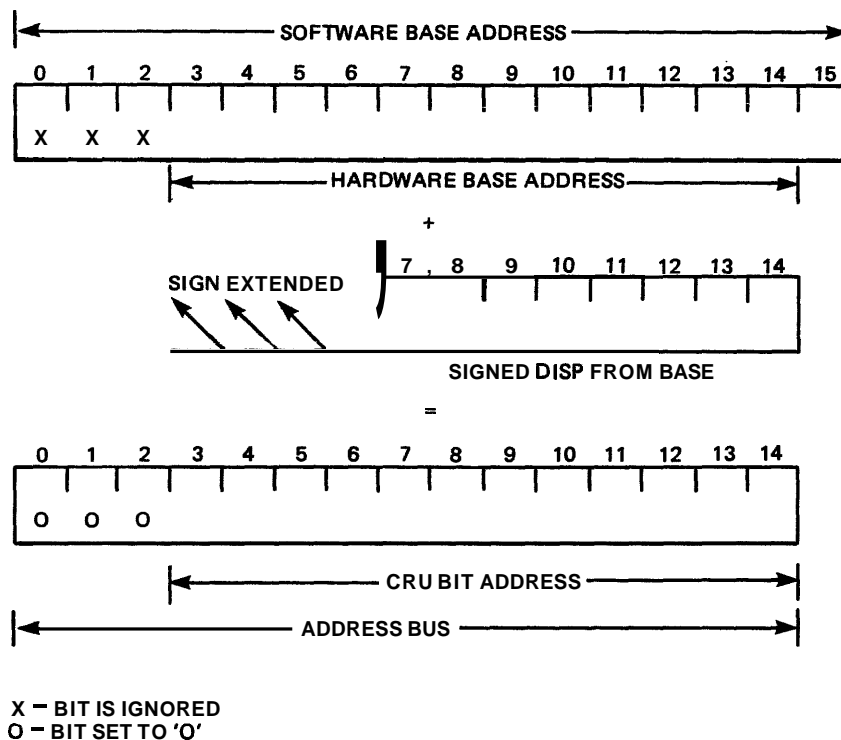 SOFTWARE BASE ADDRESS
0 1 2 3 4 5 6 7 8 9 10 11 12 13 14 15
X X X
HARDWARE BASE ADDRESS
+
7 , 8 9 10 11 12 13 14
SIGN EXTENDED
SIGNED DISP FROM BASE
=
0 1 2 3 4 5 6 7 8 9 10 11 12 13 14
O O O
CRU BIT ADDRESS
ADDRESS BUS
X – BIT IS IGNORED
O – BIT SET TO 'O'